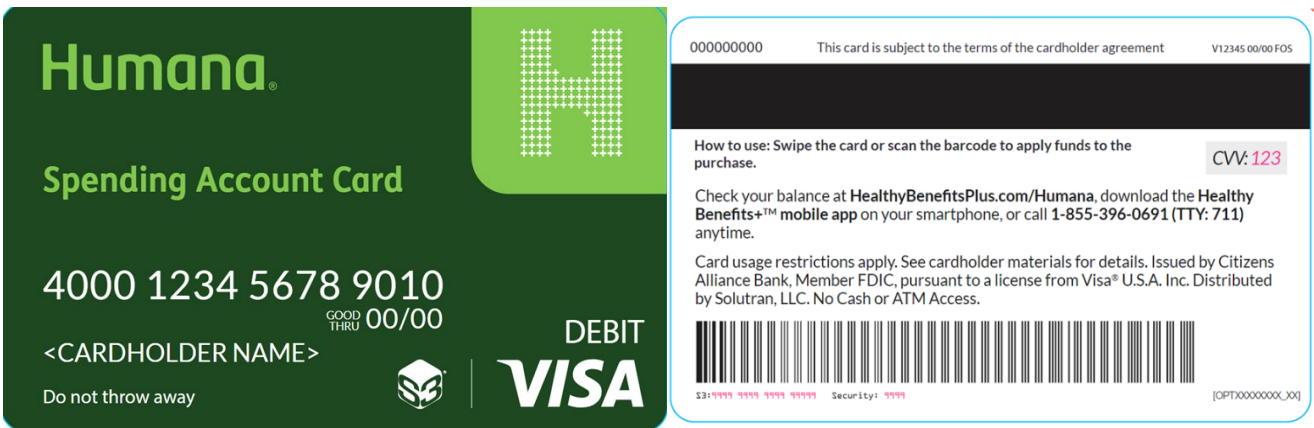 Humana®
Spending Account Card
4000 1234 5678 9010
GOOD
THRU 00/00
<CARDHOLDER NAME>
DEBIT
Do not throw away
S3
VISA
000000000 This card is subject to the terms of the cardholder agreement V12345 00/00 FOS
How to use: Swipe the card or scan the barcode to apply funds to the
purchase.
CVV: 123
Check your balance at HealthyBenefitsPlus.com/Humana, download the Healthy
Benefits+™ mobile app on your smartphone, or call 1-855-396-0691 (TTY: 711)
anytime.
Card usage restrictions apply. See cardholder materials for details. Issued by Citizens
Alliance Bank, Member FDIC, pursuant to a license from Visa® U.S.A. Inc. Distributed
by Solutran, LLC. No Cash or ATM Access.
S3:9999 9999 9999 99999 Security: 9999
[OPTXXXXXXXX_XX]